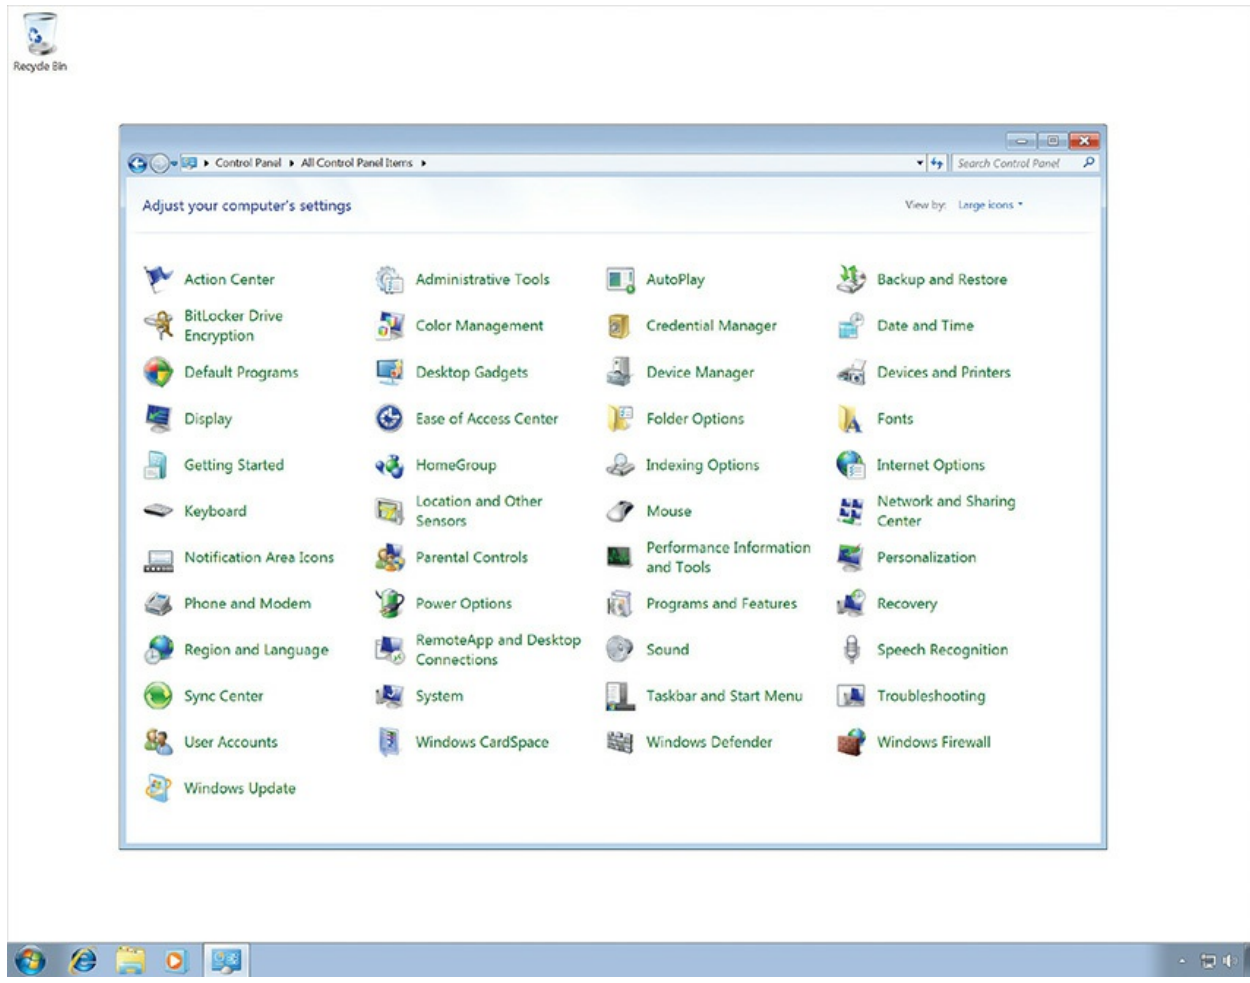 Recycle Bin
Control Panel ▸ All Control Panel Items ▸
Search Control Panel
Adjust your computer's settings
View by: Large icons
Action Center
Administrative Tools
AutoPlay
Backup and Restore
BitLocker Drive
Encryption
Color Management
Credential Manager
Date and Time
Default Programs
Desktop Gadgets
Device Manager
Devices and Printers
Display
Ease of Access Center
Folder Options
Fonts
Getting Started
HomeGroup
Indexing Options
Internet Options
Keyboard
Location and Other
Sensors
Mouse
Network and Sharing
Center
Notification Area Icons
Parental Controls
Performance Information
and Tools
Personalization
Phone and Modem
Power Options
Programs and Features
Recovery
Region and Language
RemoteApp and Desktop
Connections
Sound
Speech Recognition
Sync Center
System
Taskbar and Start Menu
Troubleshooting
User Accounts
Windows CardSpace
Windows Defender
Windows Firewall
Windows Update